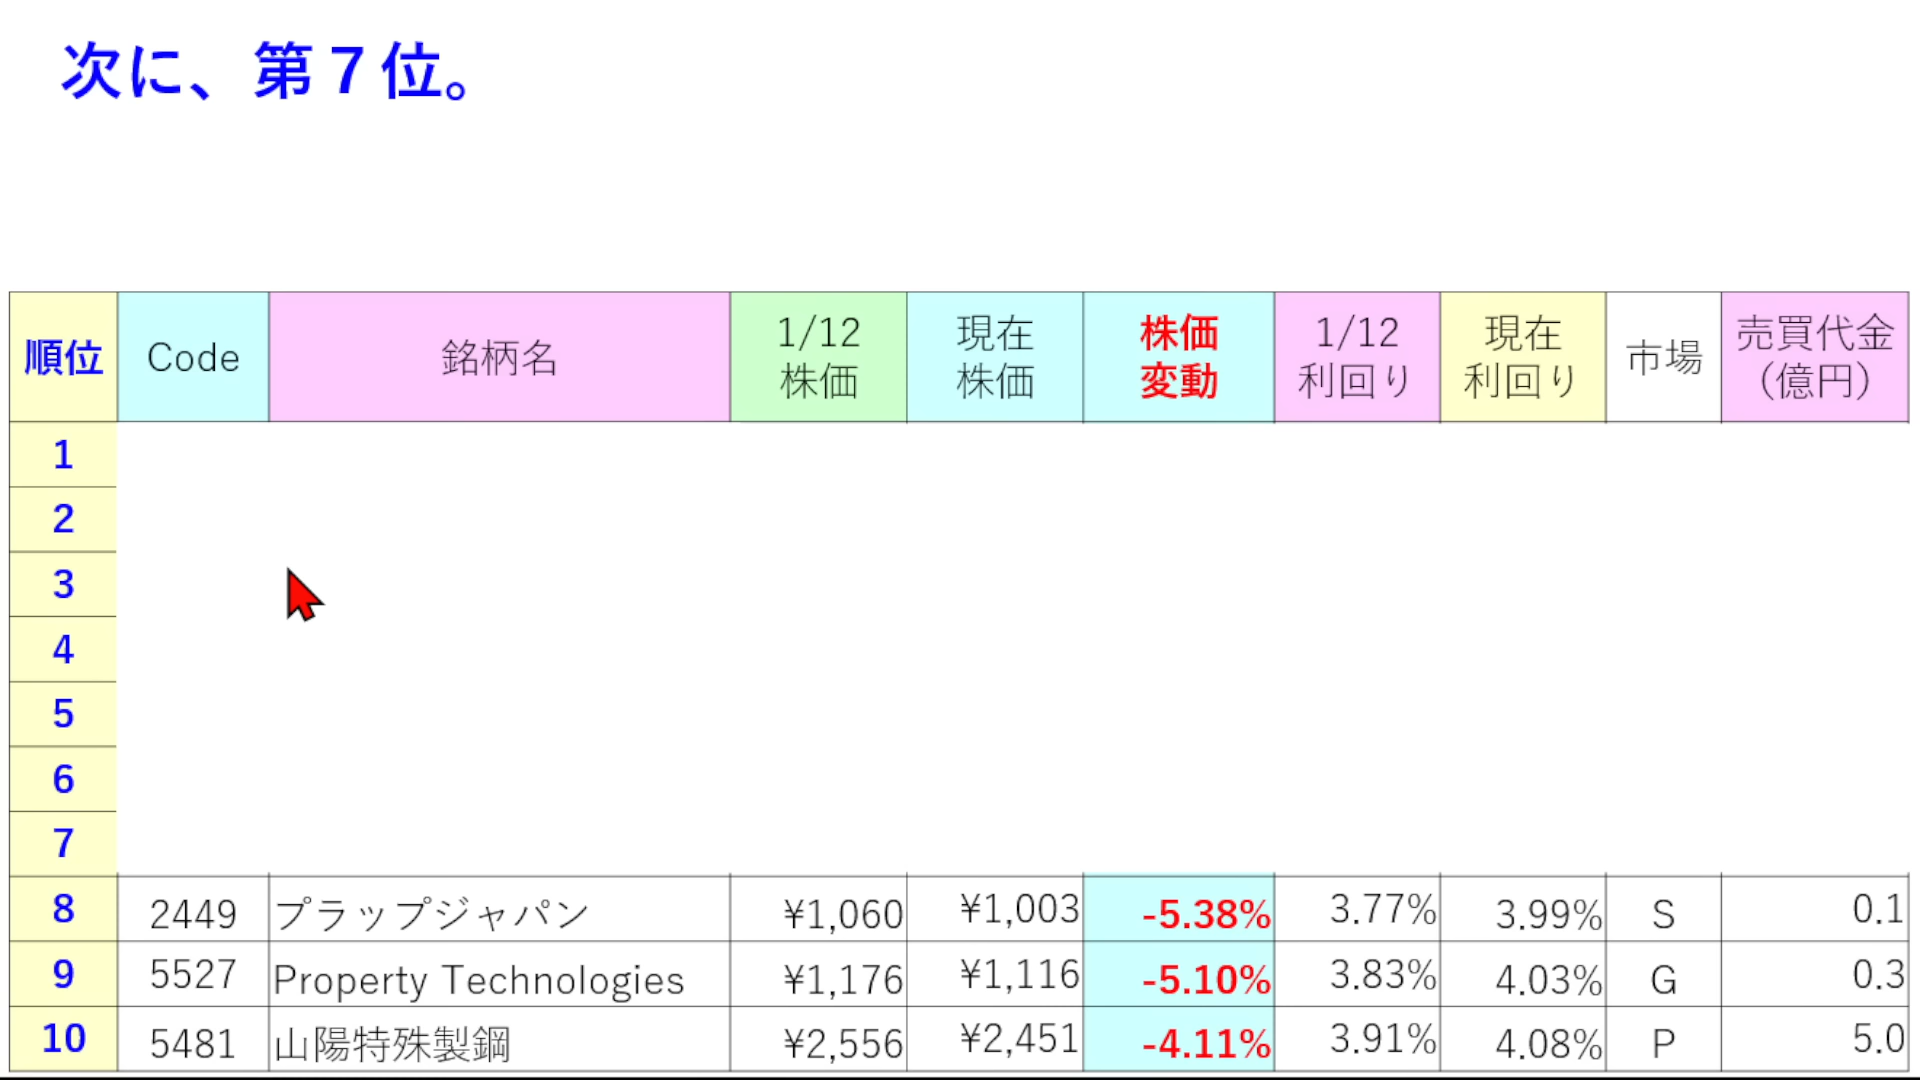 次に、第７位。
順位 Code 銘柄名 1/12 株価 現在 株価 株価 変動 1/12 利回り 現在 利回り 市場 売買代金 （億円）
1
2
3
4
5
6
7
8 2449 プラップジャパン ¥1,060 ¥1,003 -5.38% 3.77% 3.99% S 0.1
9 5527 Property Technologies ¥1,176 ¥1,116 -5.10% 3.83% 4.03% G 0.3
10 5481 山陽特殊製鋼 ¥2,556 ¥2,451 -4.11% 3.91% 4.08% P 5.0